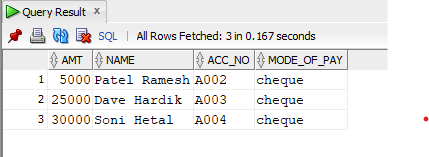 Query Result ×
SQL | All Rows Fetched: 3 in 0.167 seconds
AMT NAME ACC_NO MODE_OF_PAY
1 5000 Patel Ramesh A002 cheque
2 25000 Dave Hardik A003 cheque
3 30000 Soni Hetal A004 cheque